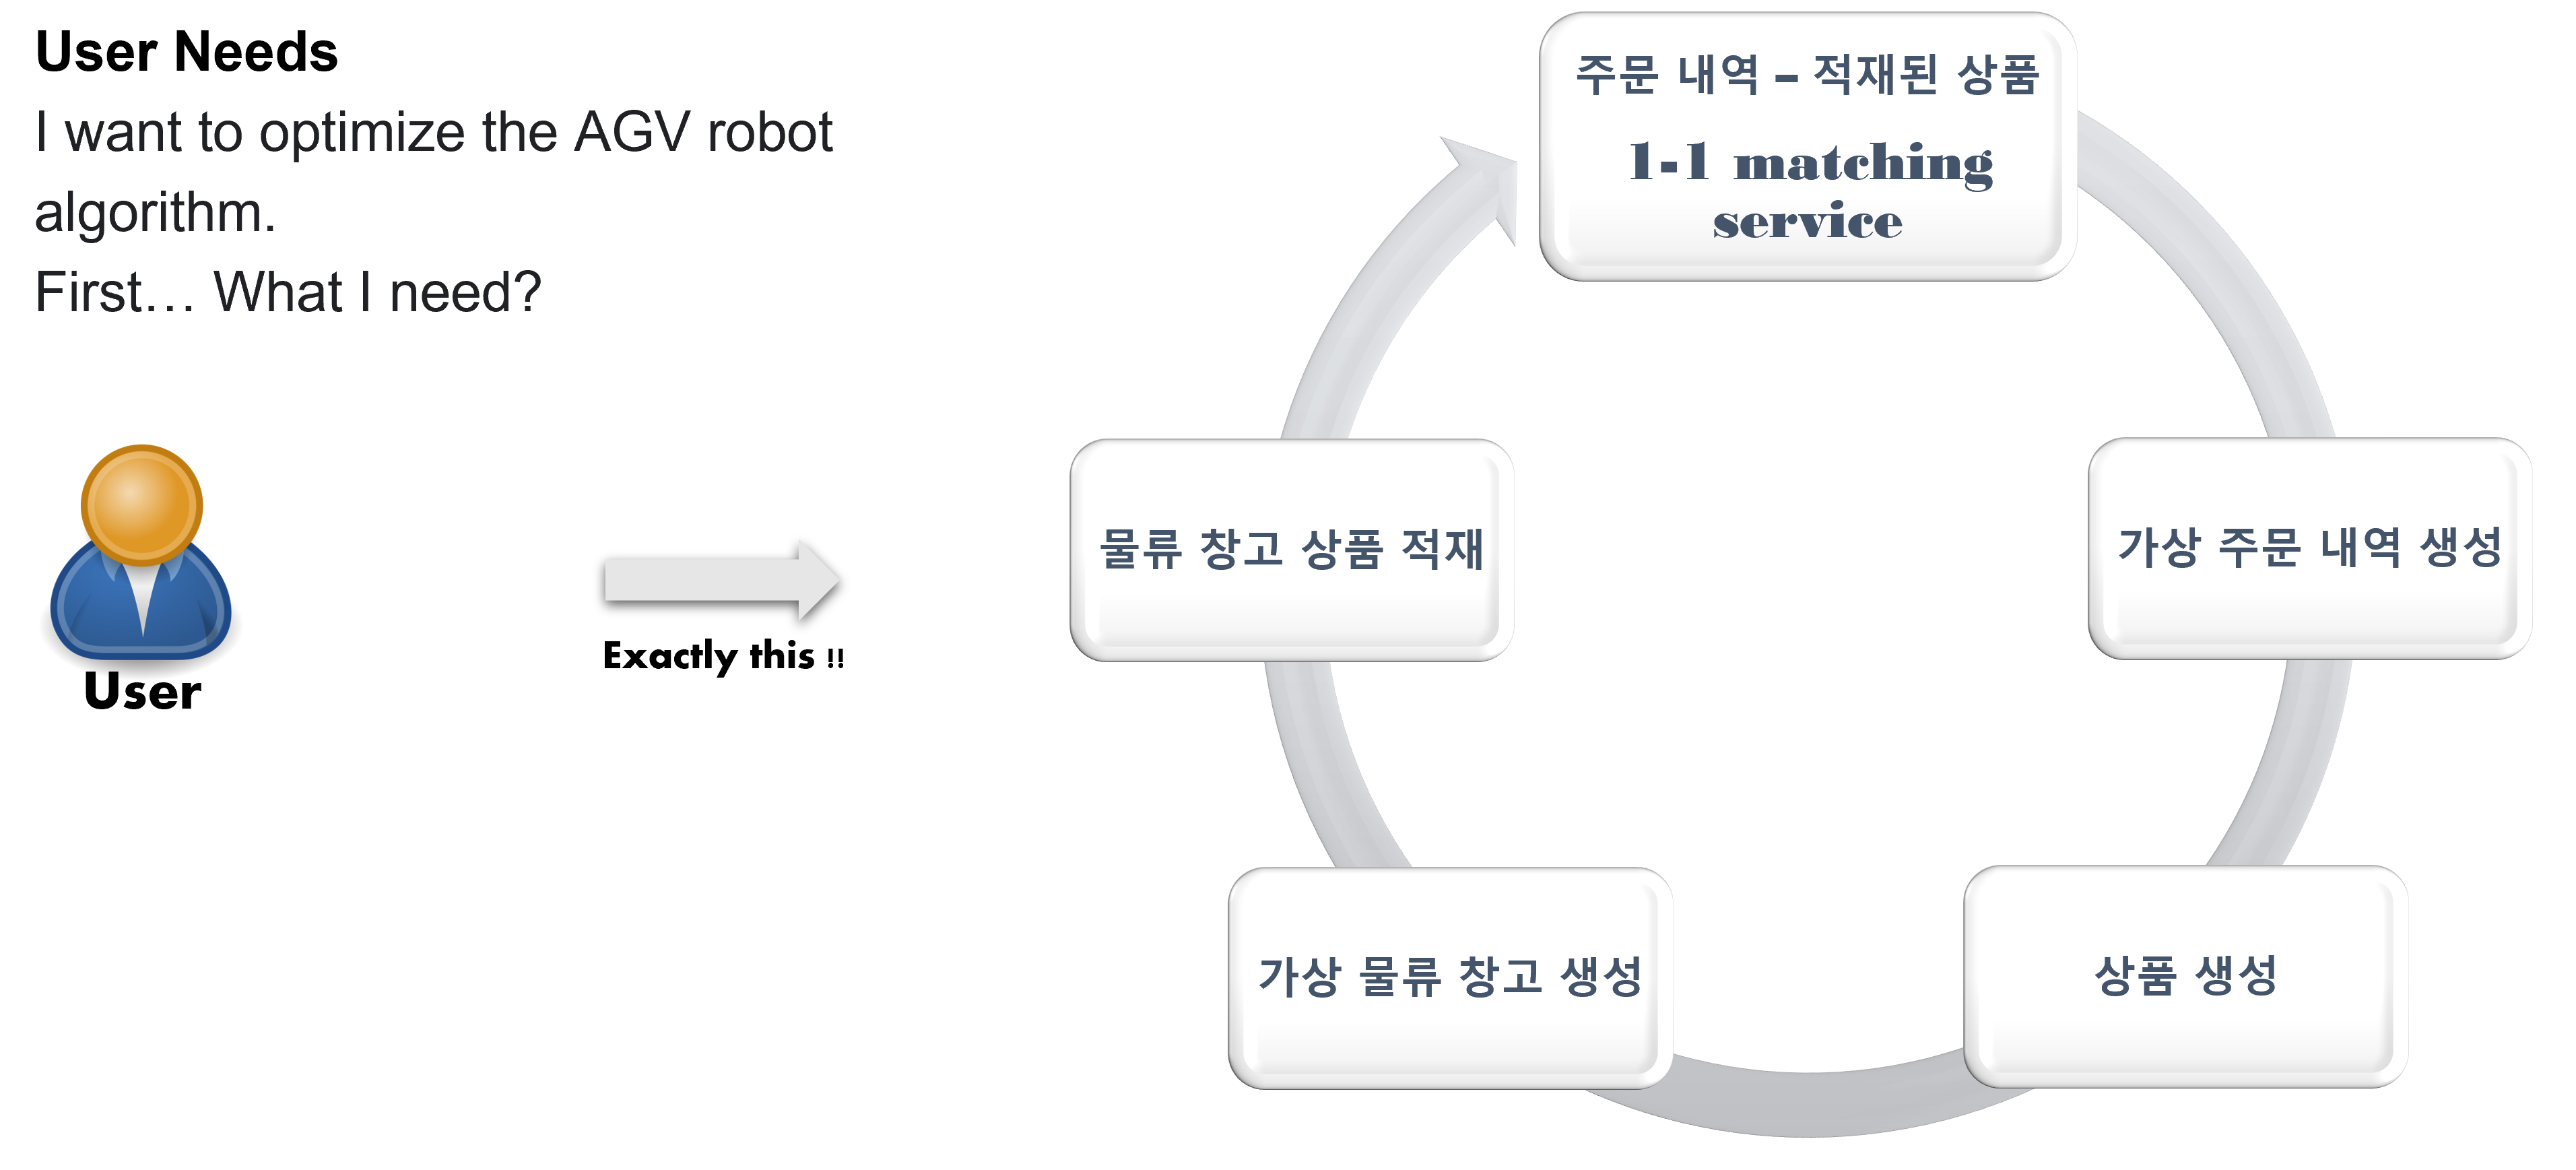 User Needs
I want to optimize the AGV robot
algorithm.
First… What I need?
User
Exactly this !!
주문 내역 – 적재된 상품
1-1 matching
service
가상 주문 내역 생성
상품 생성
가상 물류 창고 생성
물류 창고 상품 적재